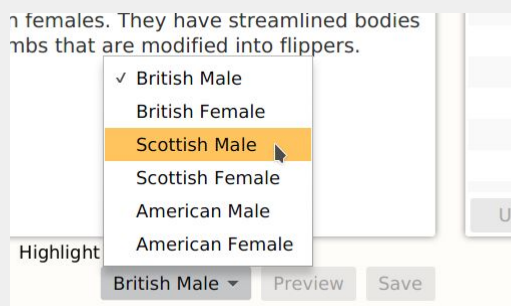 females. They have streamlined bodies
that are modified into flippers.
✓ British Male
British Female
Scottish Male
Scottish Female
American Male
American Female
Highlight
British Male
Preview
Save